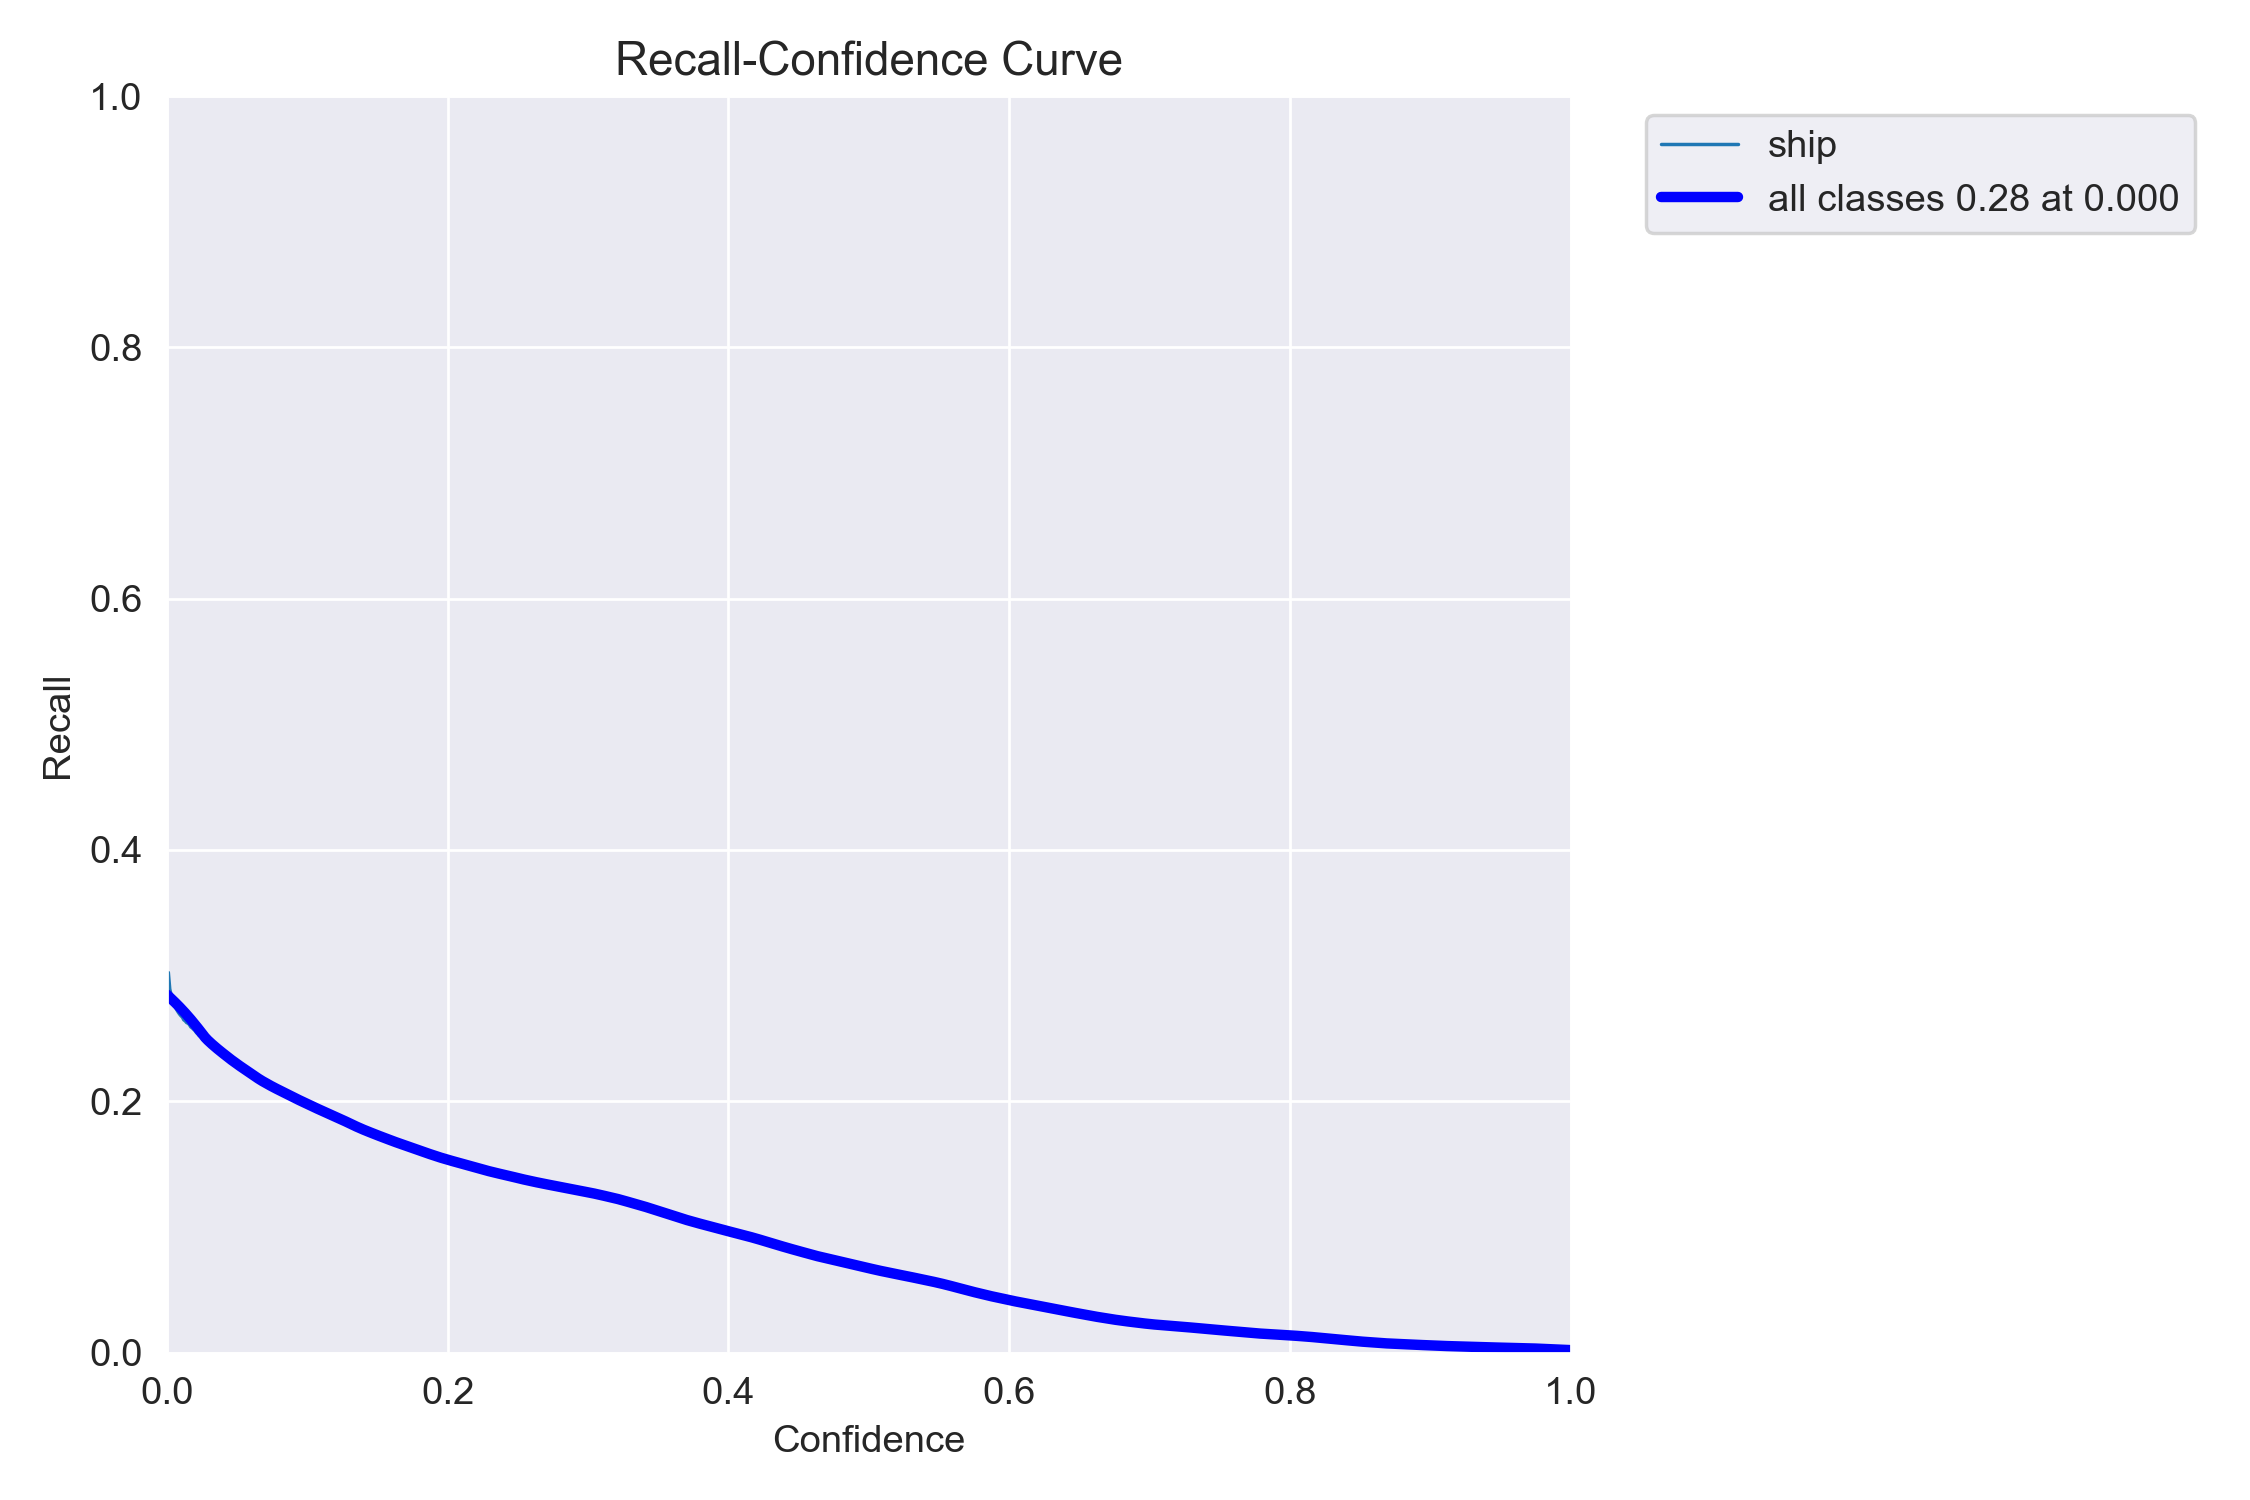 Recall-Confidence Curve
1.0
0.8
0.6
0.4
0.2
0.0
Recall
0.0 0.2 0.4 0.6 0.8 1.0
Confidence
ship
all classes 0.28 at 0.000